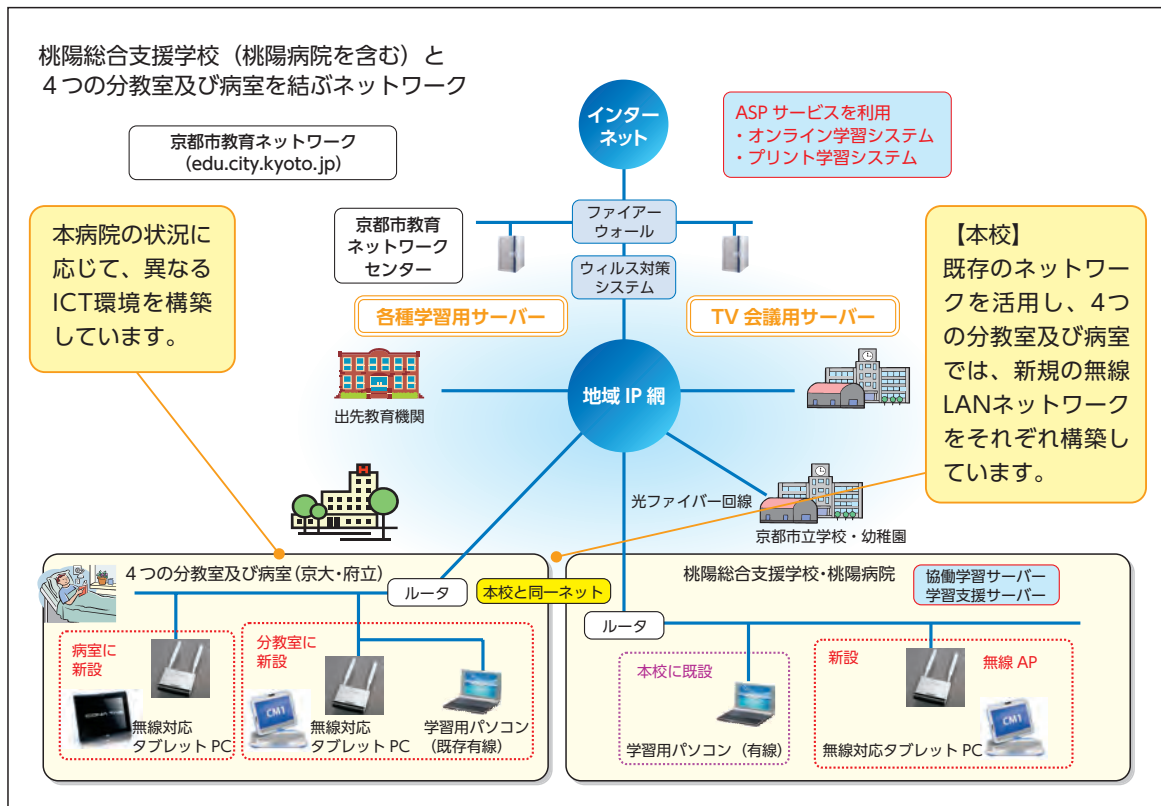 桃陽総合支援学校（桃陽病院を含む）と
４つの分教室及び病室を結ぶネットワーク
京都市教育ネットワーク
(edu.city.kyoto.jp)
インター
ネット
ASP サービスを利用
・オンライン学習システム
・プリント学習システム
本病院の状況に
応じて、異なる
ICT環境を構築
しています。
京都市教育
ネットワーク
センター
ファイアー
ウォール
ウィルス対策
システム
【本校】
既存のネットワー
クを活用し、4つ
の分教室及び病室
では、新規の無線
LANネットワーク
をそれぞれ構築し
ています。
各種学習用サーバー
TV 会議用サーバー
地域 IP 網
出先教育機関
H
光ファイバー回線
京都市立学校・幼稚園
４つの分教室及び病室（京大・府立）
ルータ
本校と同一ネット
病室に
新設
無線対応
タブレット PC
分教室に
新設
CM1
無線対応
タブレット PC
学習用パソコン
（既存有線）
桃陽総合支援学校・桃陽病院
協働学習サーバー
学習支援サーバー
ルータ
本校に既設
学習用パソコン（有線）
新設
無線 AP
CM1
無線対応タブレット PC